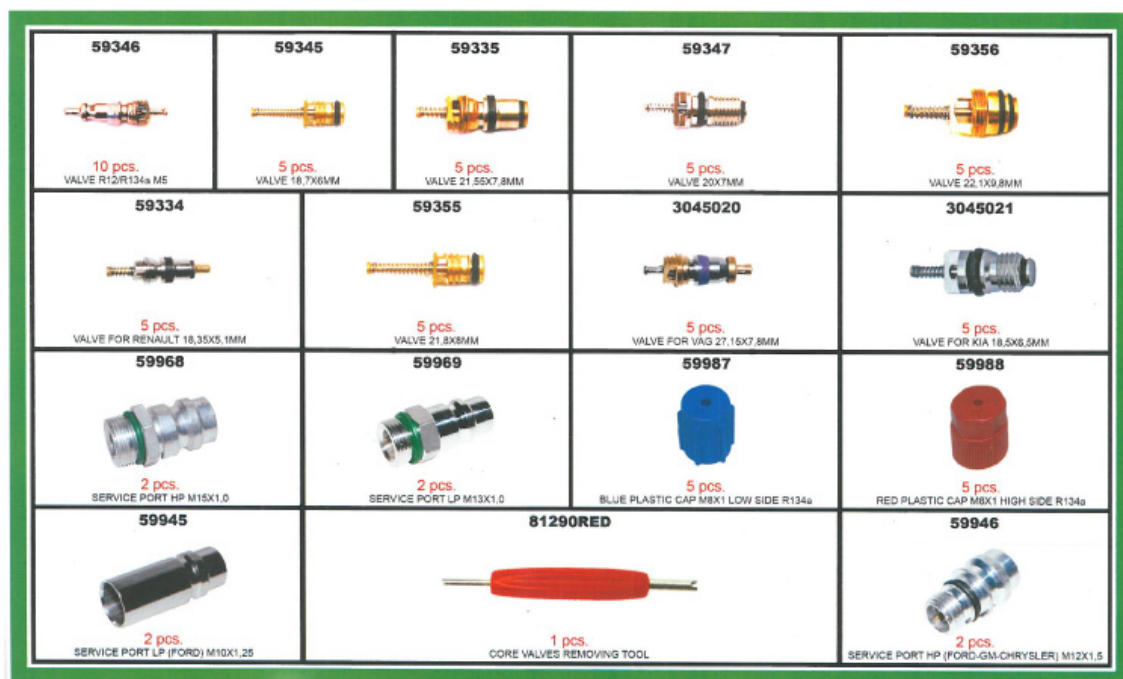 59346
10 pcs.
VALVE R12/R134a M5
59345
5 pcs.
VALVE 18,7X6MM
59335
5 pcs.
VALVE 21,55X7,8MM
59347
5 pcs.
VALVE 20X7MM
59356
5 pcs.
VALVE 22,1X9,8MM
59334
5 pcs.
VALVE FOR RENAULT 18,35X5,1MM
59355
5 pcs.
VALVE 21,8X8MM
3045020
5 pcs.
VALVE FOR VAG 27,15X7,8MM
3045021
5 pcs.
VALVE FOR KIA 18,5X6,5MM
59968
2 pcs.
SERVICE PORT HP M15X1,0
59969
2 pcs.
SERVICE PORT LP M13X1,0
59987
5 pcs.
BLUE PLASTIC CAP M8X1 LOW SIDE R134a
59988
5 pcs.
RED PLASTIC CAP M8X1 HIGH SIDE R134a
59945
2 pcs.
SERVICE PORT LP (FORD) M10X1,25
81290RED
1 pcs.
CORE VALVES REMOVING TOOL
59946
2 pcs.
SERVICE PORT HP (FORD-GM-CHRYSLER) M12X1,5